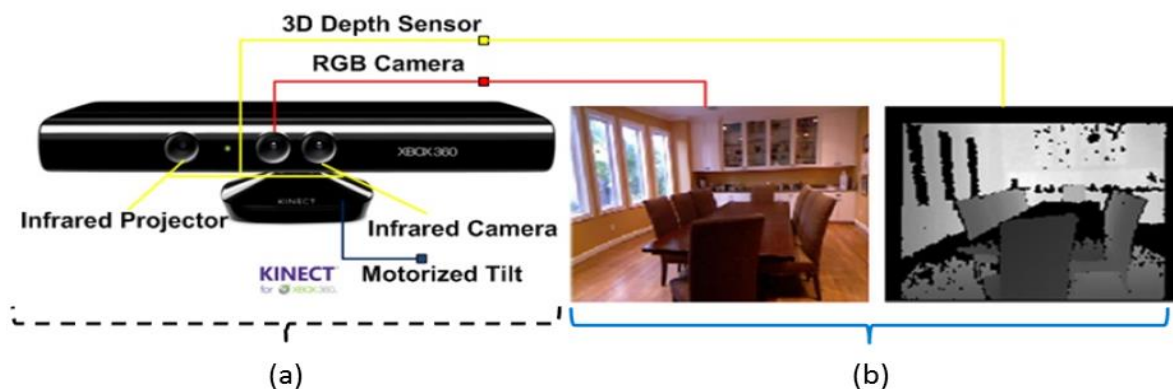 3D Depth Sensor
RGB Camera
XBOX360
Infrared Projector
KINECT
Infrared Camera
KINECT
for XBOX 360.
Motorized Tilt
(a)
(b)